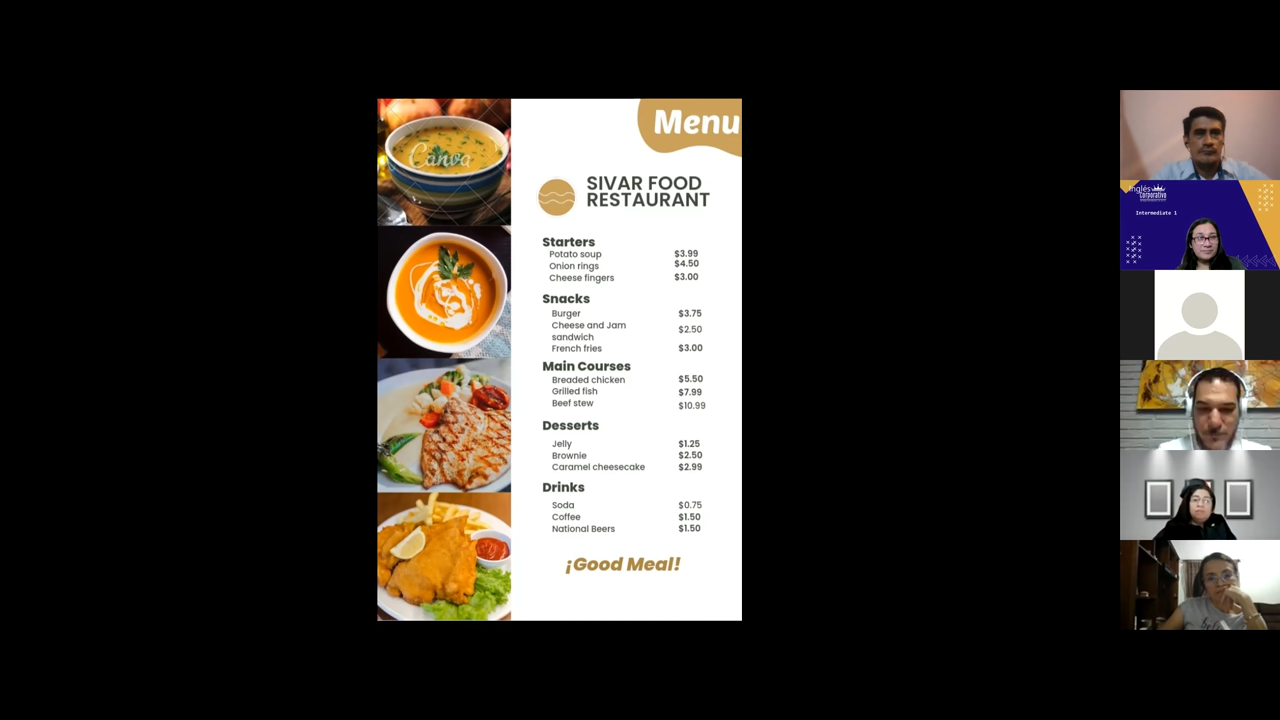 Menu
Canva
SIVAR FOOD
RESTAURANT
Starters
Potato soup $3.99
Onion rings $4.50
Cheese fingers $3.00
Snacks
Burger $3.75
Cheese and Jam
sandwich $2.50
French fries $3.00
Main Courses
Breaded chicken $5.50
Grilled fish $7.99
Beef stew $10.99
Desserts
Jelly $1.25
Brownie $2.50
Caramel cheesecake $2.99
Drinks
Soda $0.75
Coffee $1.50
National Beers $1.50
¡Good Meal!
Inglés
Corporativo
Intermediate 1